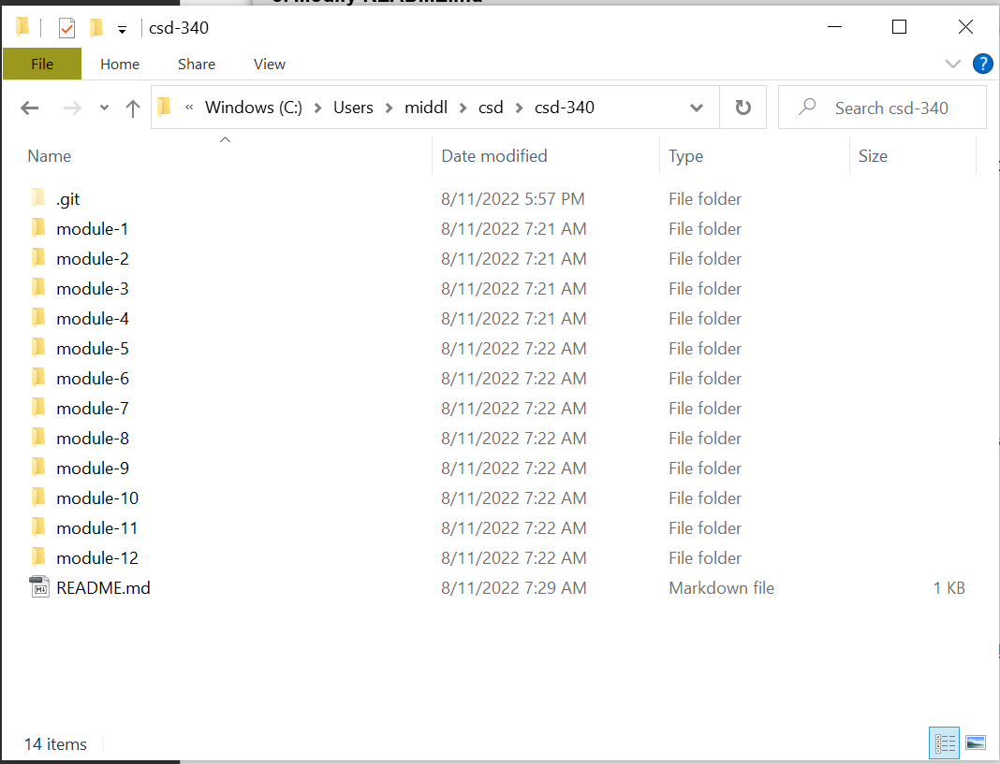 csd-340
File Home Share View ?
« Windows (C:) > Users > middl > csd > csd-340 Search csd-340
Name Date modified Type Size
.git 8/11/2022 5:57 PM File folder
module-1 8/11/2022 7:21 AM File folder
module-2 8/11/2022 7:21 AM File folder
module-3 8/11/2022 7:21 AM File folder
module-4 8/11/2022 7:21 AM File folder
module-5 8/11/2022 7:22 AM File folder
module-6 8/11/2022 7:22 AM File folder
module-7 8/11/2022 7:22 AM File folder
module-8 8/11/2022 7:22 AM File folder
module-9 8/11/2022 7:22 AM File folder
module-10 8/11/2022 7:22 AM File folder
module-11 8/11/2022 7:22 AM File folder
module-12 8/11/2022 7:22 AM File folder
README.md 8/11/2022 7:29 AM Markdown file 1 KB
14 items